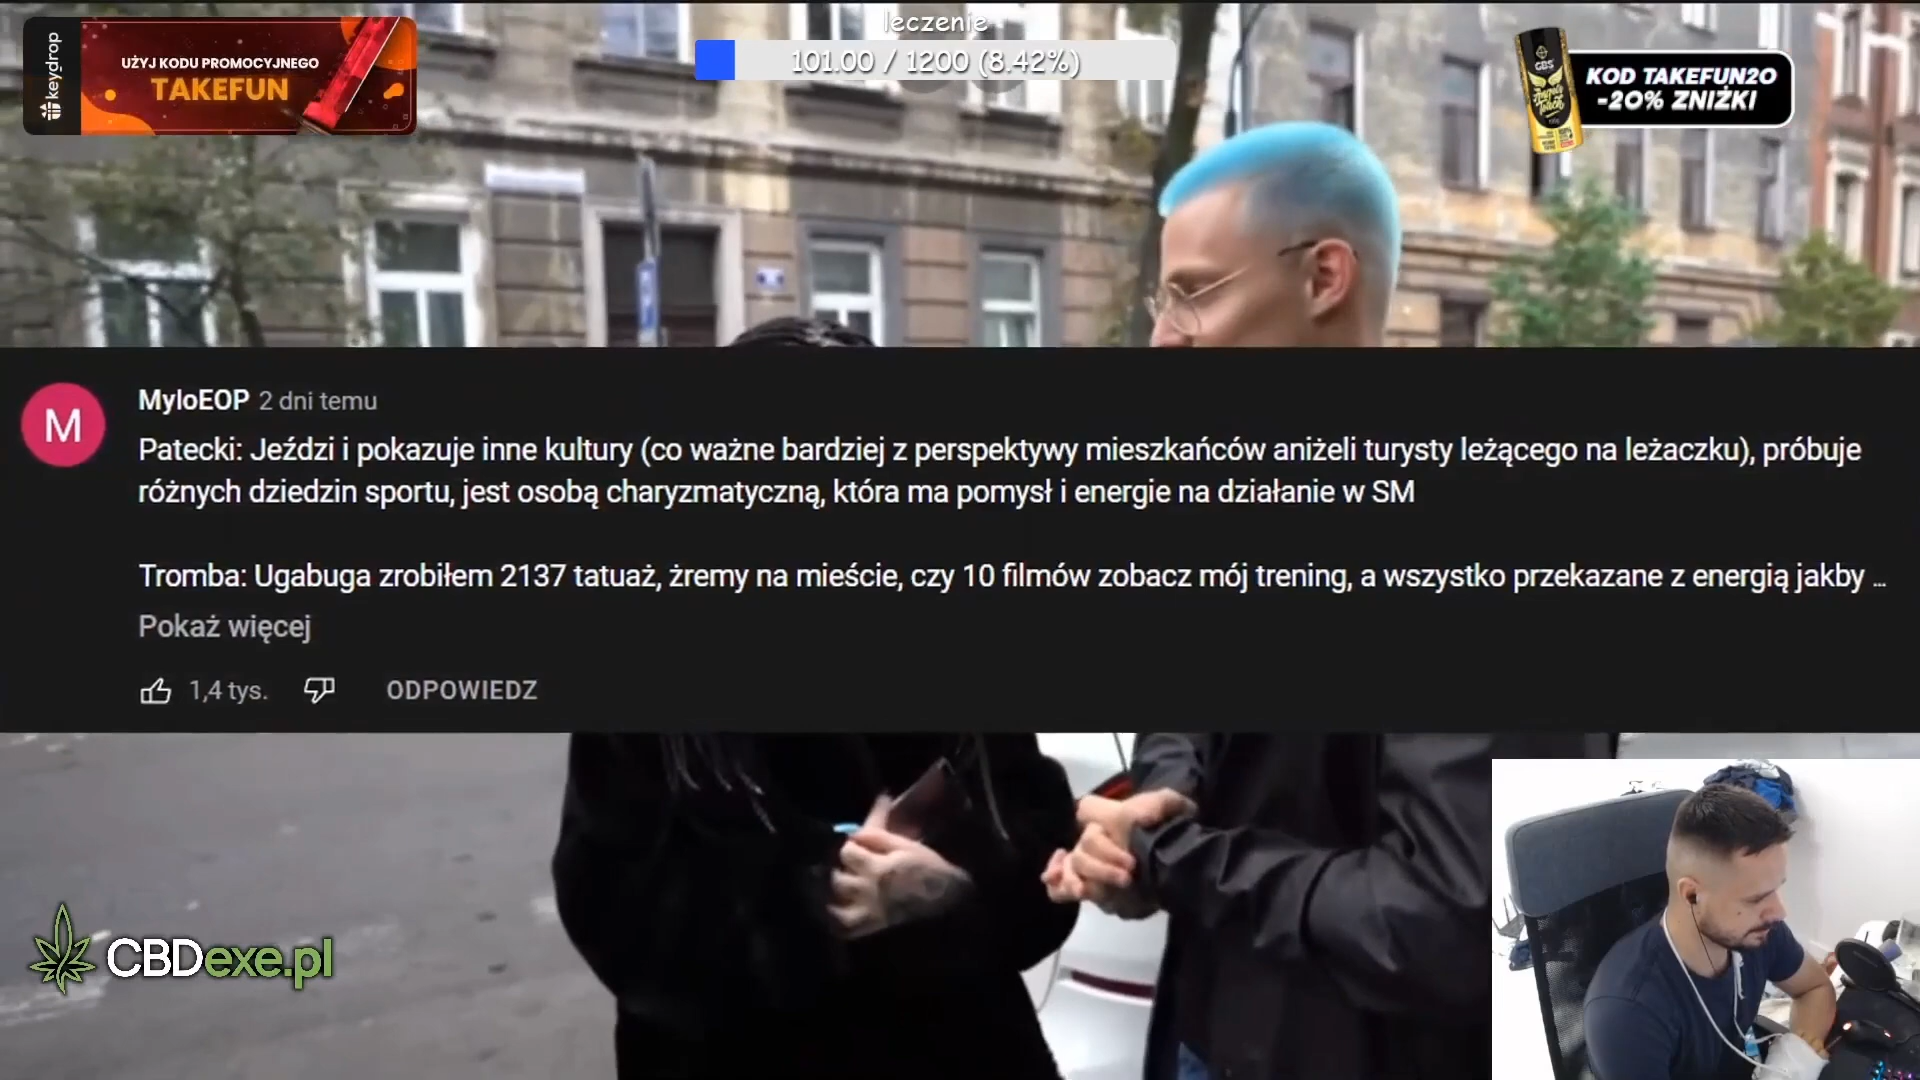 leczenie
101.00 / 1200 (8.42%)
keydrop
UŻYJ KODU PROMOCYJNEGO
TAKEFUN
KOD TAKEFUN20
-20% ZNIŻKI
MyloEOP 2 dni temu
M
Patecki: Jeździ i pokazuje inne kultury (co ważne bardziej z perspektywy mieszkańców aniżeli turysty leżącego na leżaczku), próbuje
różnych dziedzin sportu, jest osobą charyzmatyczną, która ma pomysł i energie na działanie w SM
Tromba: Ugabuga zrobiłem 2137 tatuaż, żremy na mieście, czy 10 filmów zobacz mój trening, a wszystko przekazane z energią jakby ...
Pokaż więcej
1,4 tys.
ODPOWIEDZ
CBDexe.pl